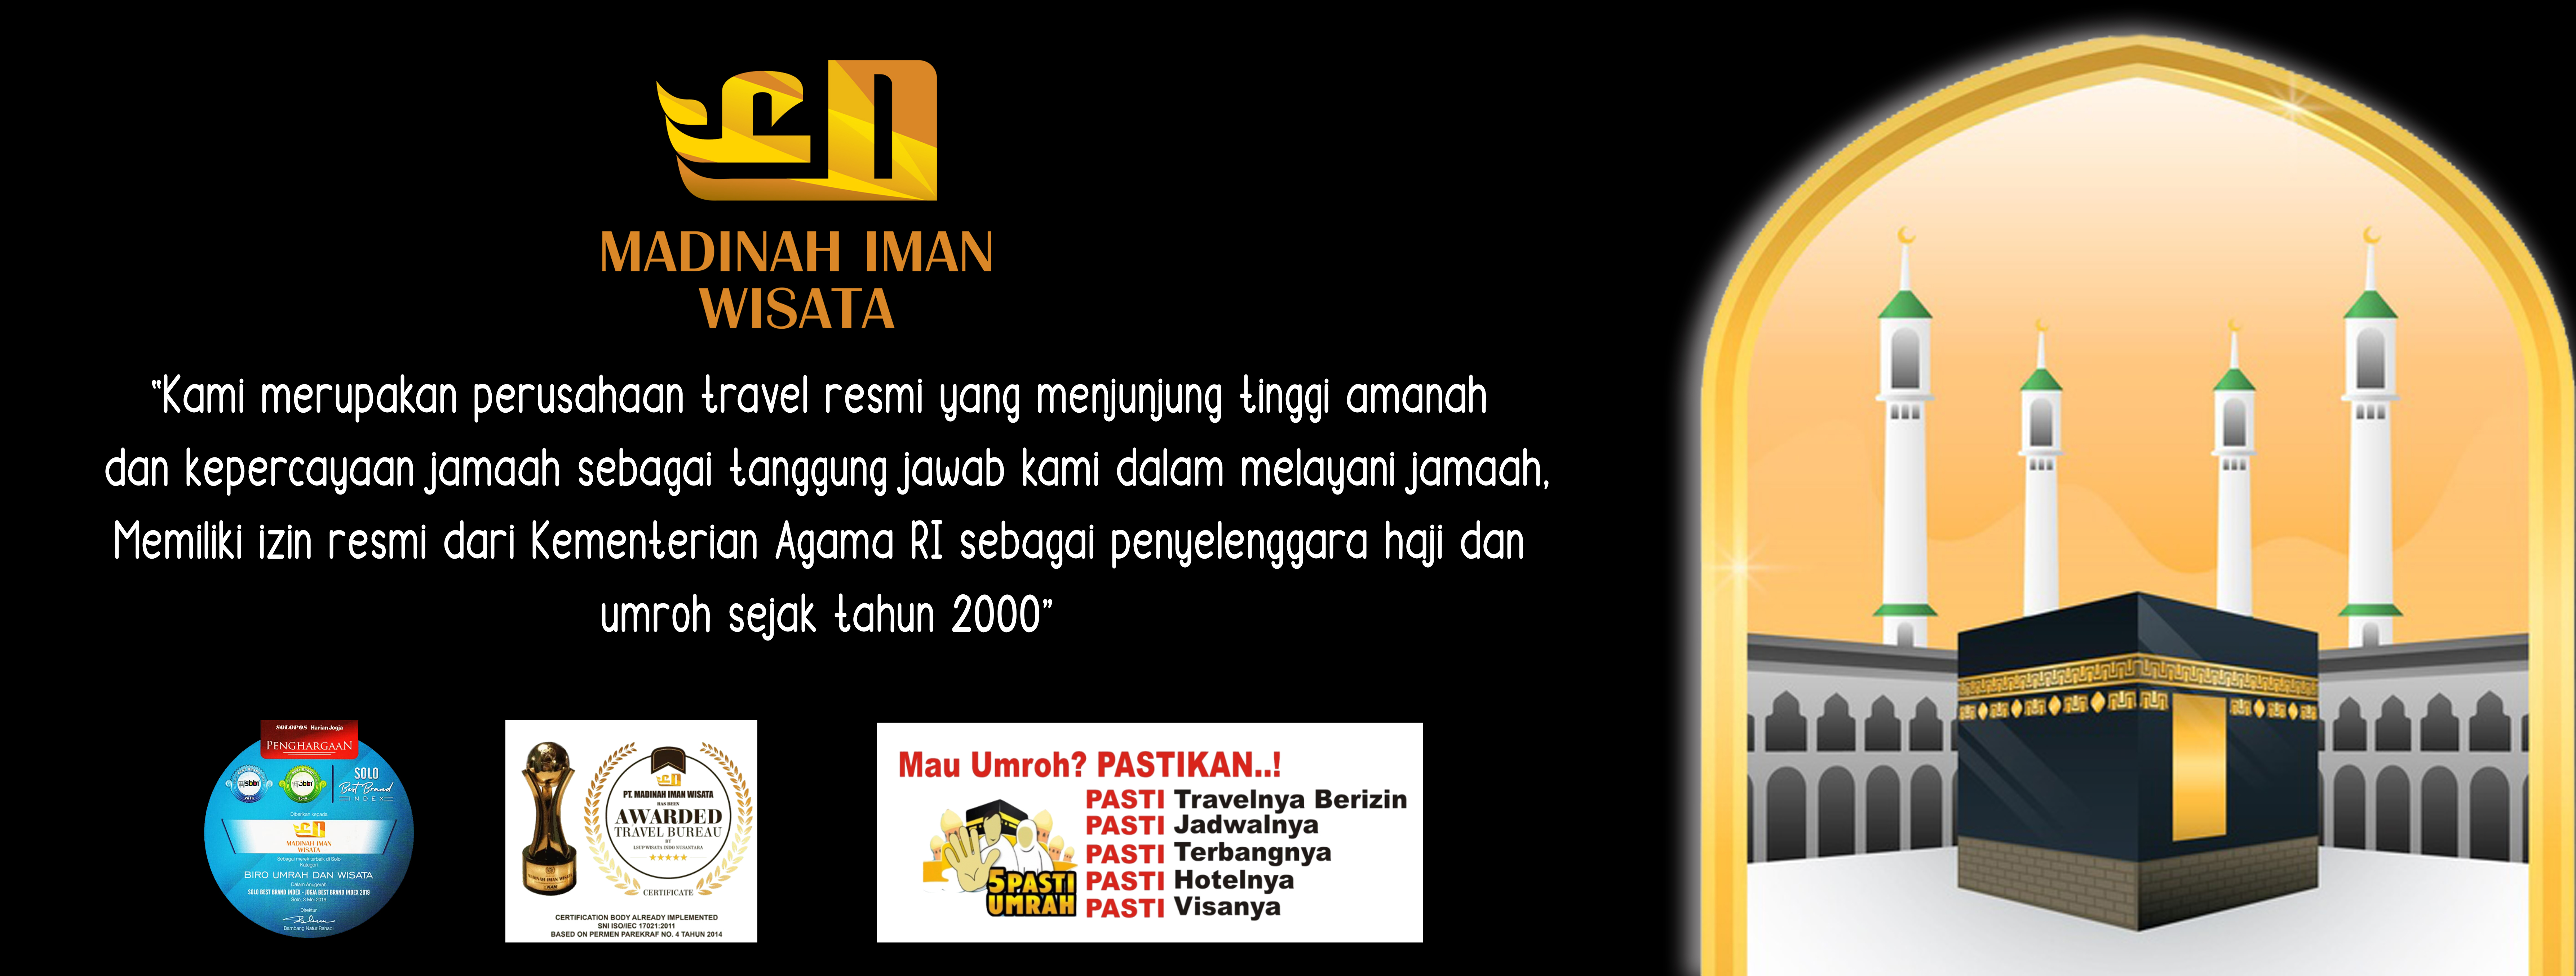 MADINAH IMAN
WISATA
"Kami merupakan perusahaan travel resmi yang menjunjung tinggi amanah
dan kepercayaan jamaah sebagai tanggung jawab kami dalam melayani jamaah,
Memiliki izin resmi dari Kementerian Agama RI sebagai penyelenggara haji dan
umroh sejak tahun 2000"
SOLOPOS Harian Jogja
PENGHARGAAN
SOLO
Best Brand
INDEX
Diberikan kepada
MADINAH IMAN
WISATA
Sebagai merek terbaik di Solo
Kategori
BIRO UMRAH DAN WISATA
Dalam Anugerah
SOLO BEST BRAND INDEX - JOGJA BEST BRAND INDEX 2019
Solo, 3 Mei 2019
Direktur
Bambang Natur Rahadi
PT. MADINAH IMAN WISATA
HAS BEEN
AWARDED
TRAVEL BUREAU
BY
LSUP WISATA INDO NUSANTARA
CERTIFICATE
CERTIFICATION BODY ALREADY IMPLEMENTED
SNI ISO/IEC 17021:2011
BASED ON PERMEN PAREKRAF NO. 4 TAHUN 2014
Mau Umroh? PASTIKAN..!
PASTI Travelnya Berizin
PASTI Jadwalnya
PASTI Terbangnya
PASTI Hotelnya
PASTI Visanya
5 PASTI
UMRAH